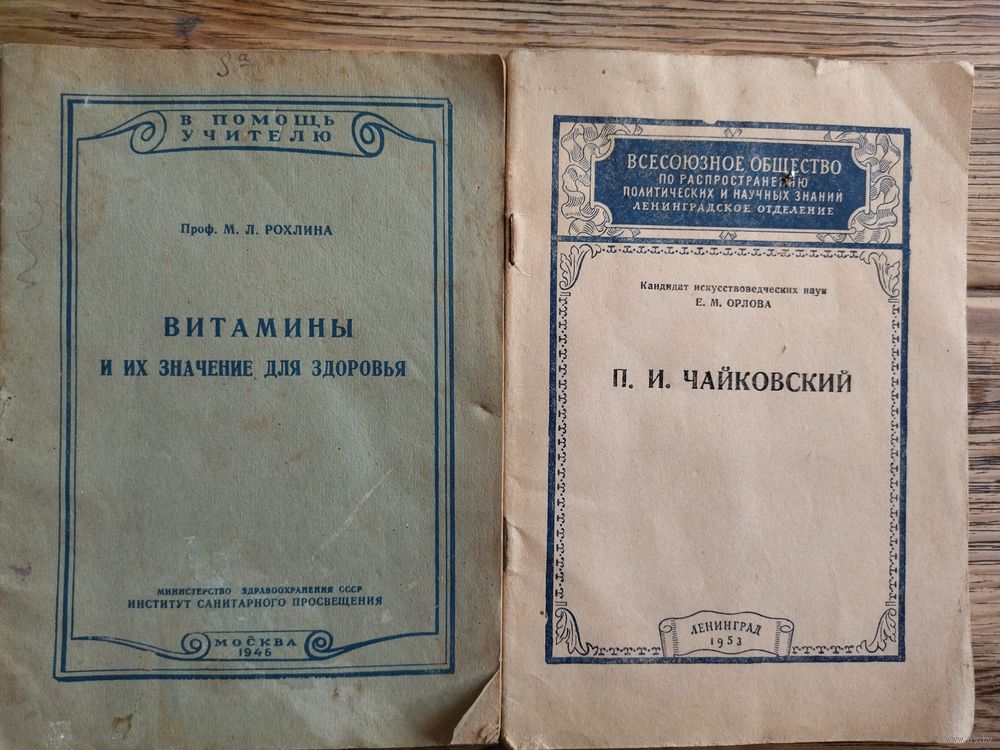 За
В ПОМОЩЬ
УЧИТЕЛЮ
Проф. М. Л. РОХЛИНА
ВИТАМИНЫ
И ИХ ЗНАЧЕНИЕ ДЛЯ ЗДОРОВЬЯ
МИНИСТЕРСТВО ЗДРАВООХРАНЕНИЯ СССР
ИНСТИТУТ САНИТАРНОГО ПРОСВЕЩЕНИЯ
МОСКВА
1946
ВСЕСОЮЗНОЕ ОБЩЕСТВО
ПО РАСПРОСТРАНЕНИЮ
ПОЛИТИЧЕСКИХ И НАУЧНЫХ ЗНАНИЙ
ЛЕНИНГРАДСКОЕ ОТДЕЛЕНИЕ
Кандидат искусствоведческих наук
Е. М. ОРЛОВА
П. И. ЧАЙКОВСКИЙ
ЛЕНИНГРАД
1953